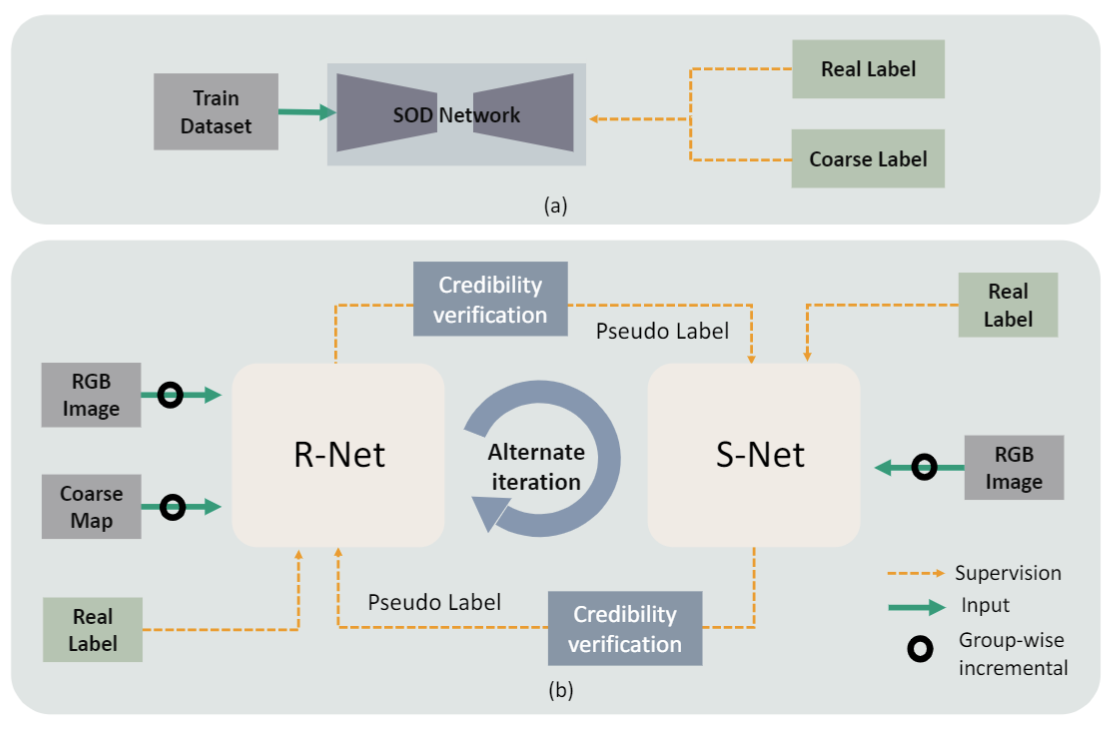 Train
Dataset
SOD Network
Real Label
Coarse Label
(a)
Credibility
verification
Pseudo Label
Real
Label
RGB
Image
R-Net
Alternate
iteration
S-Net
RGB
Image
Coarse
Map
Real
Label
Pseudo Label
Credibility
verification
Supervision
Input
Group-wise
incremental
(b)